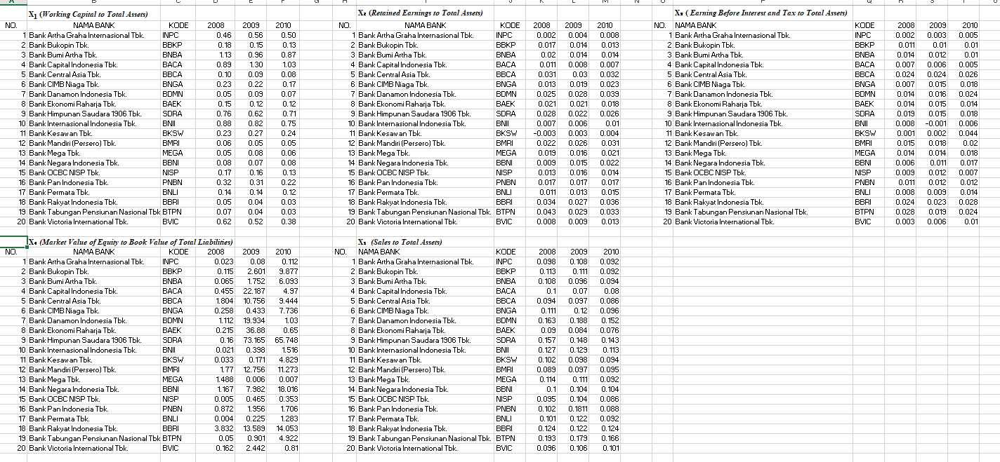 X₁ (Working Capital to Total Assets) X₂ (Retained Earnings to Total Assets) X₃ ( Earning Before Interest and Tax to Total Assets)
NO. NAMA BANK KODE 2008 2009 2010 NO. NAMA BANK KODE 2008 2009 2010 NO. NAMA BANK KODE 2008 2009 2010
1 Bank Artha Graha Internasional Tbk. INPC 0.46 0.56 0.50 1 Bank Artha Graha Internasional Tbk. INPC 0.002 0.004 0.008 1 Bank Artha Graha Internasional Tbk. INPC 0.002 0.003 0.005
2 Bank Bukopin Tbk. BBKP 0.18 0.15 0.13 2 Bank Bukopin Tbk. BBKP 0.017 0.014 0.013 2 Bank Bukopin Tbk. BBKP 0.011 0.01 0.01
3 Bank Bumi Artha Tbk. BNBA 1.13 0.96 0.87 3 Bank Bumi Artha Tbk. BNBA 0.02 0.014 0.014 3 Bank Bumi Artha Tbk. BNBA 0.014 0.012 0.01
4 Bank Capital Indonesia Tbk. BACA 0.89 1.30 1.03 4 Bank Capital Indonesia Tbk. BACA 0.011 0.008 0.007 4 Bank Capital Indonesia Tbk. BACA 0.007 0.006 0.005
5 Bank Central Asia Tbk. BBCA 0.10 0.09 0.08 5 Bank Central Asia Tbk. BBCA 0.031 0.03 0.032 5 Bank Central Asia Tbk. BBCA 0.024 0.024 0.026
6 Bank CIMB Niaga Tbk. BNGA 0.23 0.22 0.17 6 Bank CIMB Niaga Tbk. BNGA 0.013 0.019 0.023 6 Bank CIMB Niaga Tbk. BNGA 0.007 0.015 0.018
7 Bank Danamon Indonesia Tbk. BDMN 0.05 0.09 0.07 7 Bank Danamon Indonesia Tbk. BDMN 0.025 0.028 0.039 7 Bank Danamon Indonesia Tbk. BDMN 0.014 0.016 0.024
8 Bank Ekonomi Raharja Tbk. BAEK 0.15 0.12 0.12 8 Bank Ekonomi Raharja Tbk. BAEK 0.021 0.021 0.018 8 Bank Ekonomi Raharja Tbk. BAEK 0.014 0.015 0.014
9 Bank Himpunan Saudara 1906 Tbk. SDRA 0.76 0.62 0.71 9 Bank Himpunan Saudara 1906 Tbk. SDRA 0.028 0.022 0.026 9 Bank Himpunan Saudara 1906 Tbk. SDRA 0.019 0.015 0.018
10 Bank Internasional Indonesia Tbk. BNII 0.88 0.82 0.75 10 Bank Internasional Indonesia Tbk. BNII 0.007 0.006 0.01 10 Bank Internasional Indonesia Tbk. BNII 0.008 -0.001 0.006
11 Bank Kesawan Tbk. BKSW 0.23 0.27 0.24 11 Bank Kesawan Tbk. BKSW -0.003 0.003 0.004 11 Bank Kesawan Tbk. BKSW 0.001 0.002 0.044
12 Bank Mandiri (Persero) Tbk. BMRI 0.06 0.05 0.05 12 Bank Mandiri (Persero) Tbk. BMRI 0.022 0.026 0.031 12 Bank Mandiri (Persero) Tbk. BMRI 0.015 0.018 0.02
13 Bank Mega Tbk. MEGA 0.05 0.08 0.06 13 Bank Mega Tbk. MEGA 0.019 0.016 0.021 13 Bank Mega Tbk. MEGA 0.014 0.014 0.018
14 Bank Negara Indonesia Tbk. BBNI 0.08 0.07 0.08 14 Bank Negara Indonesia Tbk. BBNI 0.009 0.015 0.022 14 Bank Negara Indonesia Tbk. BBNI 0.006 0.011 0.017
15 Bank OCBC NISP Tbk. NISP 0.17 0.16 0.13 15 Bank OCBC NISP Tbk. NISP 0.013 0.016 0.014 15 Bank OCBC NISP Tbk. NISP 0.009 0.012 0.007
16 Bank Pan Indonesia Tbk. PNBN 0.32 0.31 0.22 16 Bank Pan Indonesia Tbk. PNBN 0.017 0.017 0.017 16 Bank Pan Indonesia Tbk. PNBN 0.011 0.012 0.012
17 Bank Permata Tbk. BNLI 0.14 0.14 0.12 17 Bank Permata Tbk. BNLI 0.011 0.013 0.015 17 Bank Permata Tbk. BNLI 0.008 0.009 0.014
18 Bank Rakyat Indonesia Tbk. BBRI 0.05 0.04 0.03 18 Bank Rakyat Indonesia Tbk. BBRI 0.034 0.027 0.036 18 Bank Rakyat Indonesia Tbk. BBRI 0.024 0.023 0.028
19 Bank Tabungan Pensiunan Nasional Tbk BTPN 0.07 0.04 0.03 19 Bank Tabungan Pensiunan Nasional Tbk. BTPN 0.043 0.029 0.033 19 Bank Tabungan Pensiunan Nasional Tbk. BTPN 0.028 0.019 0.024
20 Bank Victoria International Tbk. BVIC 0.62 0.52 0.38 20 Bank Victoria International Tbk. BVIC 0.008 0.009 0.013 20 Bank Victoria International Tbk. BVIC 0.003 0.006 0.01
X₄ (Market Value of Equity to Book Value of Total Liabilities) X₅ (Sales to Total Assets)
NO. NAMA BANK KODE 2008 2009 2010 NO. NAMA BANK KODE 2008 2009 2010
1 Bank Artha Graha Internasional Tbk. INPC 0.023 0.08 0.112 1 Bank Artha Graha Internasional Tbk. INPC 0.098 0.108 0.092
2 Bank Bukopin Tbk. BBKP 0.115 2.601 9.877 2 Bank Bukopin Tbk. BBKP 0.113 0.111 0.092
3 Bank Bumi Artha Tbk. BNBA 0.065 1.752 6.093 3 Bank Bumi Artha Tbk. BNBA 0.108 0.096 0.094
4 Bank Capital Indonesia Tbk. BACA 0.455 22.187 4.97 4 Bank Capital Indonesia Tbk. BACA 0.1 0.07 0.08
5 Bank Central Asia Tbk. BBCA 1.804 10.756 9.444 5 Bank Central Asia Tbk. BBCA 0.094 0.097 0.086
6 Bank CIMB Niaga Tbk. BNGA 0.258 0.433 7.736 6 Bank CIMB Niaga Tbk. BNGA 0.111 0.12 0.096
7 Bank Danamon Indonesia Tbk. BDMN 1.112 19.934 1.03 7 Bank Danamon Indonesia Tbk. BDMN 0.163 0.188 0.152
8 Bank Ekonomi Raharja Tbk. BAEK 0.215 36.88 0.65 8 Bank Ekonomi Raharja Tbk. BAEK 0.09 0.084 0.076
9 Bank Himpunan Saudara 1906 Tbk. SDRA 0.16 73.165 65.748 9 Bank Himpunan Saudara 1906 Tbk. SDRA 0.157 0.148 0.143
10 Bank Internasional Indonesia Tbk. BNII 0.021 0.398 1.516 10 Bank Internasional Indonesia Tbk. BNII 0.127 0.129 0.113
11 Bank Kesawan Tbk. BKSW 0.033 0.171 4.829 11 Bank Kesawan Tbk. BKSW 0.102 0.098 0.094
12 Bank Mandiri (Persero) Tbk. BMRI 1.77 12.756 11.273 12 Bank Mandiri (Persero) Tbk. BMRI 0.089 0.097 0.095
13 Bank Mega Tbk. MEGA 1.488 0.006 0.007 13 Bank Mega Tbk. MEGA 0.114 0.111 0.092
14 Bank Negara Indonesia Tbk. BBNI 1.167 7.982 18.016 14 Bank Negara Indonesia Tbk. BBNI 0.1 0.104 0.104
15 Bank OCBC NISP Tbk. NISP 0.005 0.465 0.353 15 Bank OCBC NISP Tbk. NISP 0.095 0.104 0.086
16 Bank Pan Indonesia Tbk. PNBN 0.872 1.956 1.706 16 Bank Pan Indonesia Tbk. PNBN 0.102 0.1811 0.088
17 Bank Permata Tbk. BNLI 0.004 0.225 1.283 17 Bank Permata Tbk. BNLI 0.101 0.122 0.092
18 Bank Rakyat Indonesia Tbk. BBRI 3.832 13.589 14.053 18 Bank Rakyat Indonesia Tbk. BBRI 0.124 0.122 0.124
19 Bank Tabungan Pensiunan Nasional Tbk BTPN 0.05 0.901 4.922 19 Bank Tabungan Pensiunan Nasional Tbk. BTPN 0.193 0.179 0.166
20 Bank Victoria International Tbk. BVIC 0.162 2.442 0.81 20 Bank Victoria International Tbk. BVIC 0.096 0.106 0.101